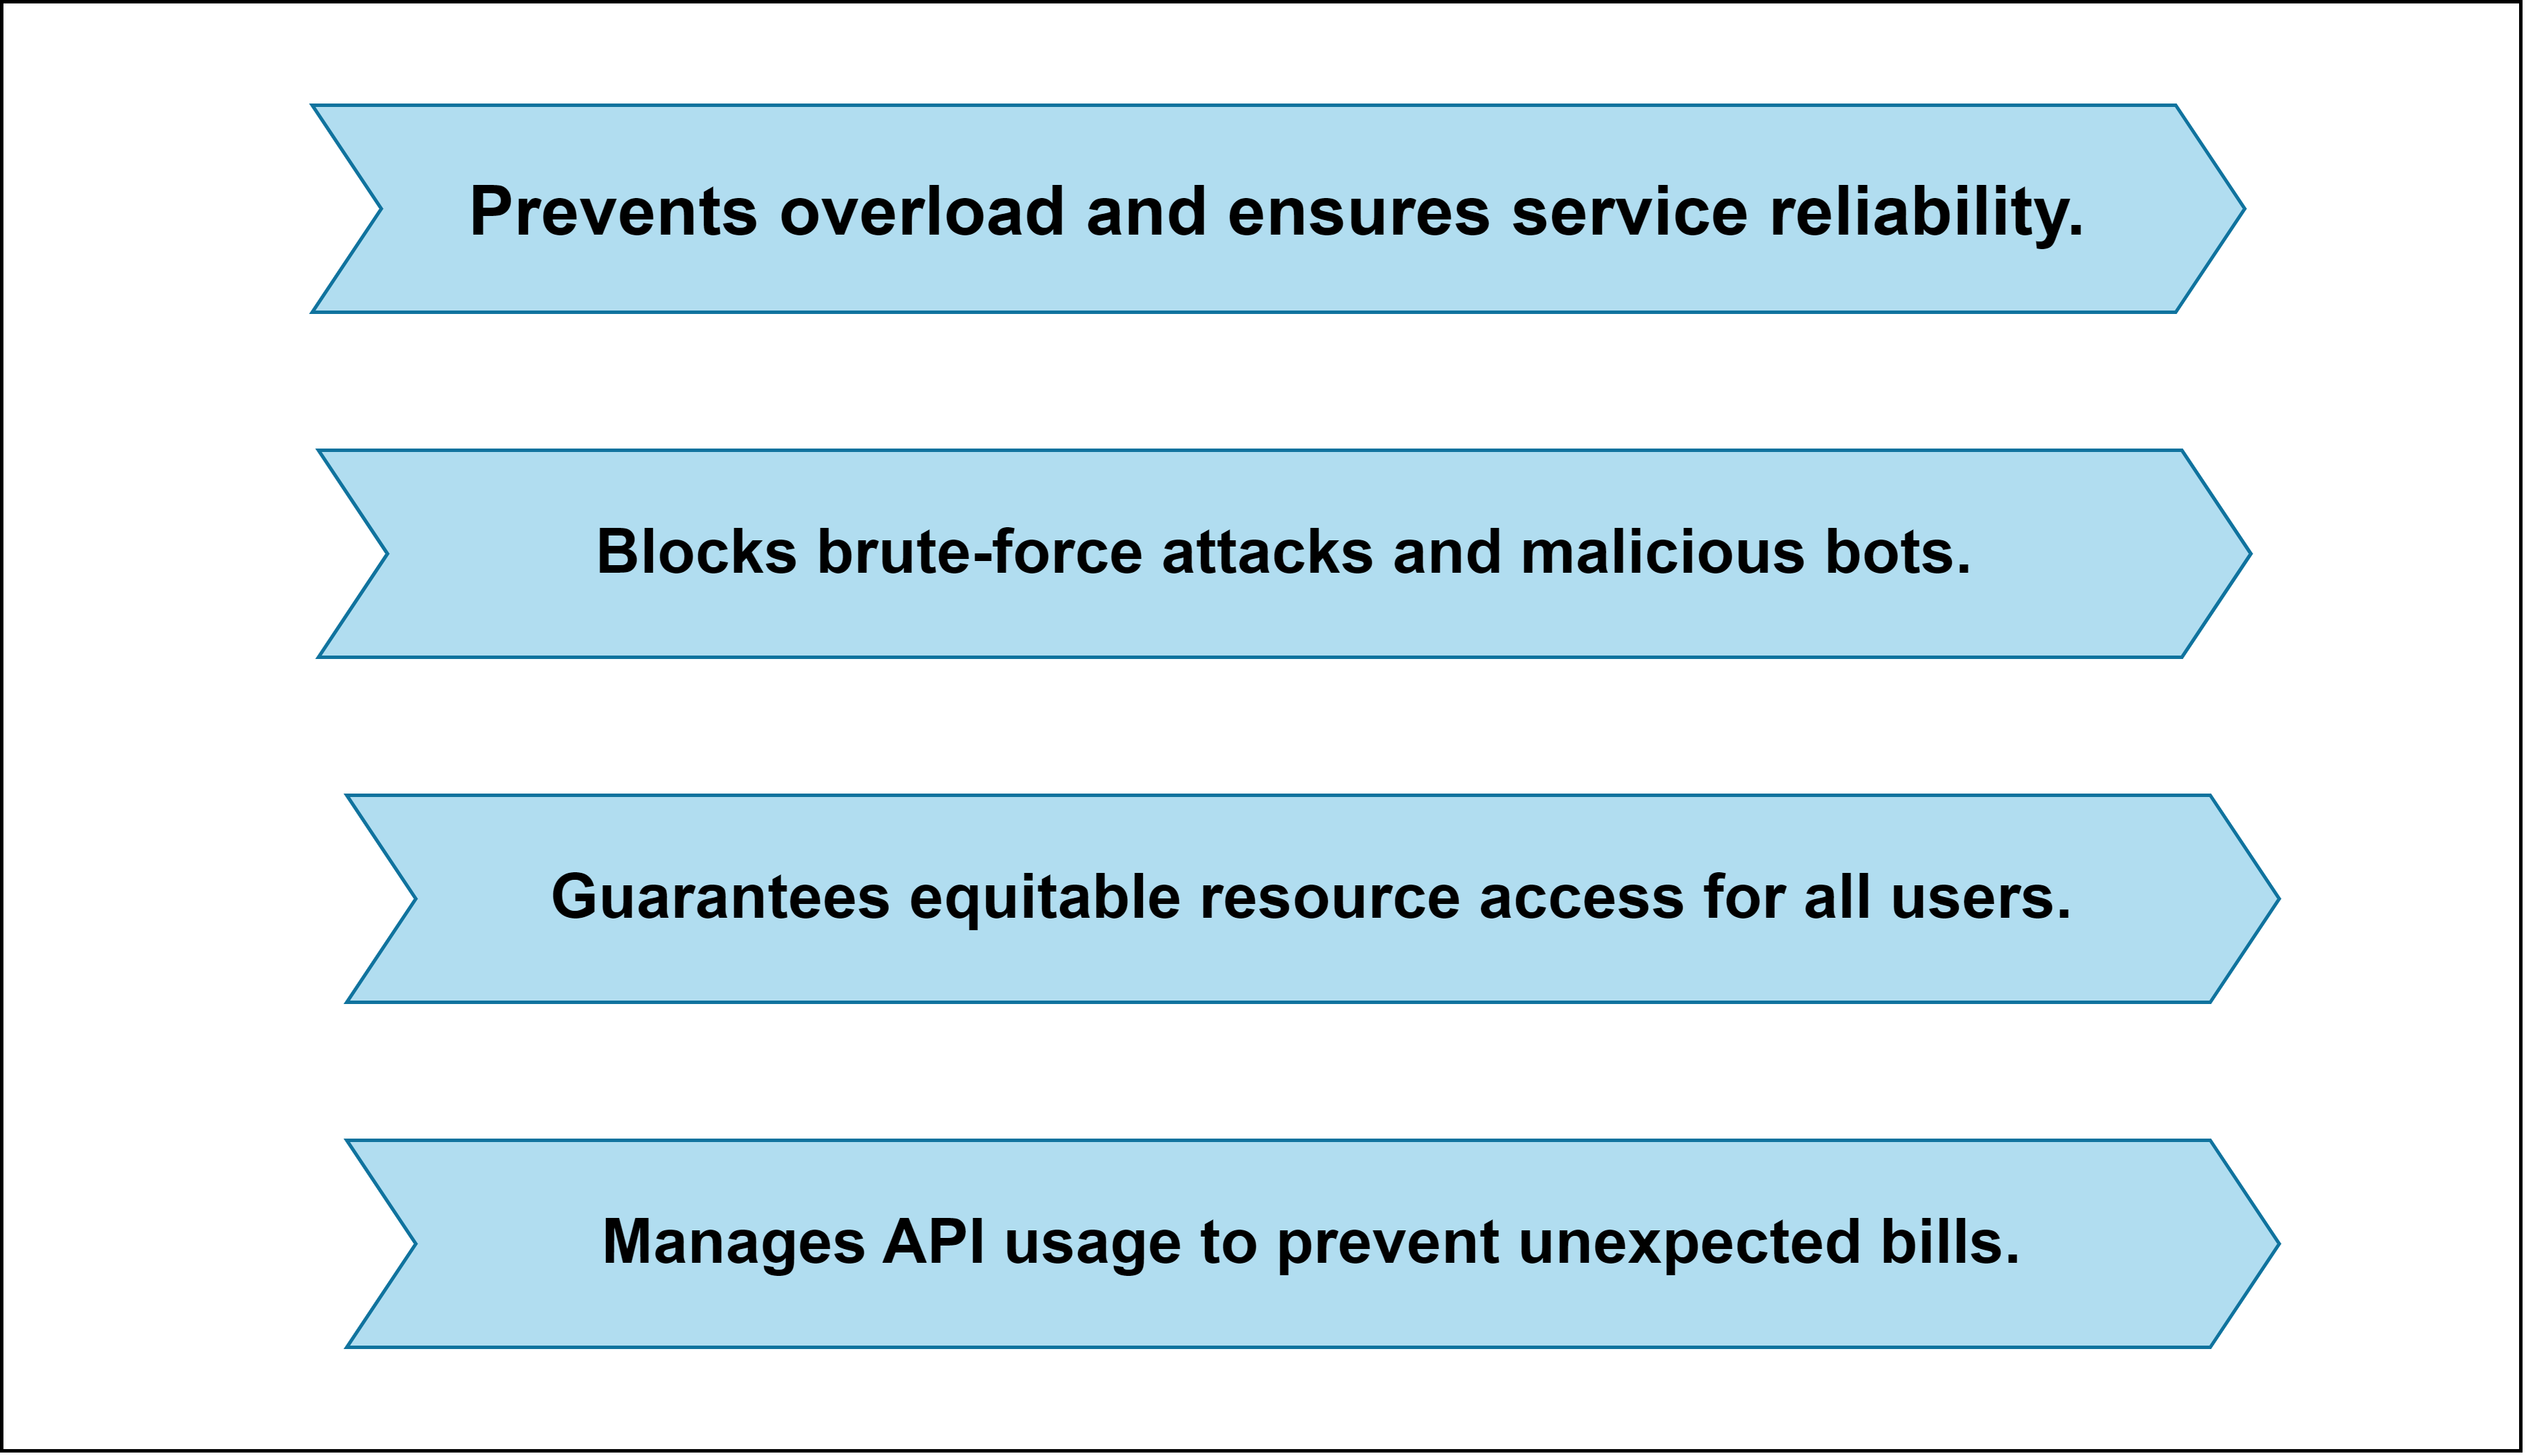 Prevents overload and ensures service reliability.
Blocks brute-force attacks and malicious bots.
Guarantees equitable resource access for all users.
Manages API usage to prevent unexpected bills.